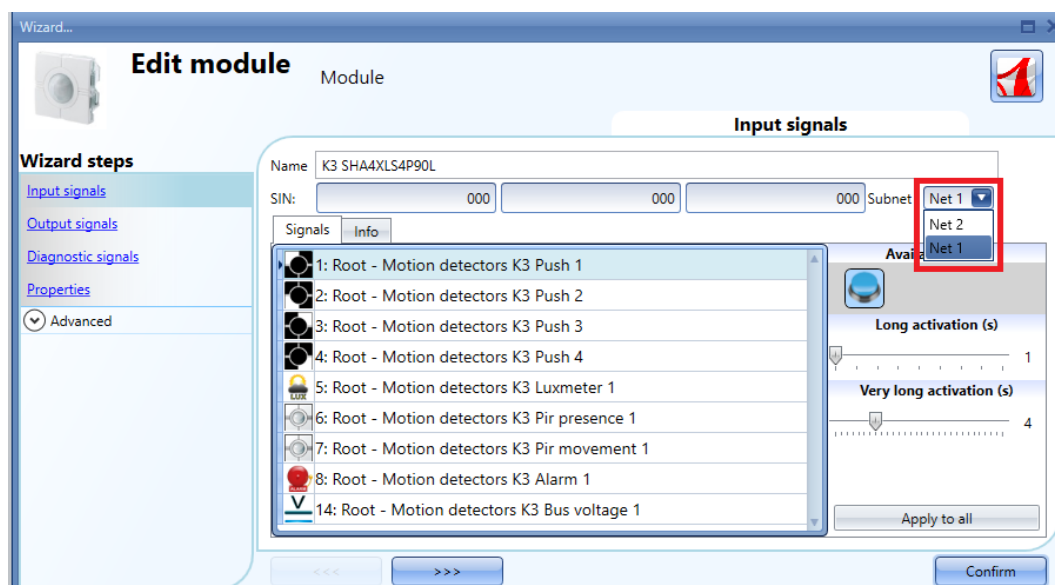 Wizard...
Edit module
Module
Input signals
Wizard steps
Input signals
Output signals
Diagnostic signals
Properties
Advanced
Name K3 SHA4XLS4P90L
SIN: 000 000 000 Subnet Net 1
Net 2
Net 1
Signals Info
1: Root - Motion detectors K3 Push 1
2: Root - Motion detectors K3 Push 2
3: Root - Motion detectors K3 Push 3
4: Root - Motion detectors K3 Push 4
LUX
5: Root - Motion detectors K3 Luxmeter 1
6: Root - Motion detectors K3 Pir presence 1
7: Root - Motion detectors K3 Pir movement 1
8: Root - Motion detectors K3 Alarm 1
V
14: Root - Motion detectors K3 Bus voltage 1
Long activation (s)
1
Very long activation (s)
4
Apply to all
<<<
>>>
Confirm